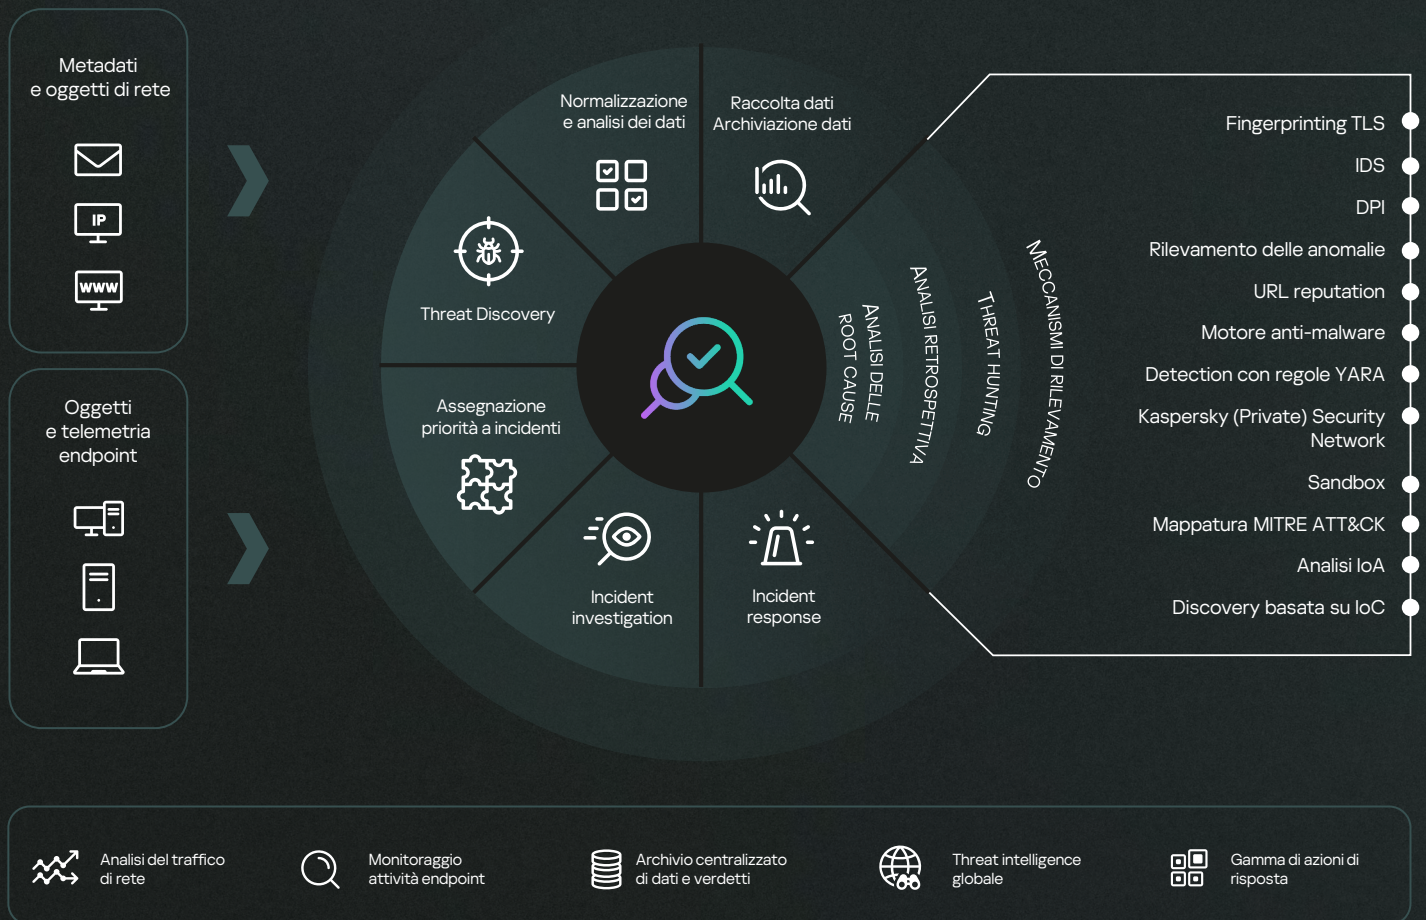 Metadati
e oggetti di rete
IP
WWW
Oggetti
e telemetria
endpoint
Normalizzazione
e analisi dei dati
Raccolta dati
Archiviazione dati
Threat Discovery
Assegnazione
priorità a incidenti
Incident
investigation
Incident
response
ANALISI DELLE
ROOT CAUSE
ANALISI RETROSPETTIVA
THREAT HUNTING
MECCANISMI DI RILEVAMENTO
Fingerprinting TLS
IDS
DPI
Rilevamento delle anomalie
URL reputation
Motore anti-malware
Detection con regole YARA
Kaspersky (Private) Security
Network
Sandbox
Mappatura MITRE ATT&CK
Analisi IoA
Discovery basata su IoC
Analisi del traffico
di rete
Monitoraggio
attività endpoint
Archivio centralizzato
di dati e verdetti
Threat intelligence
globale
Gamma di azioni di
risposta